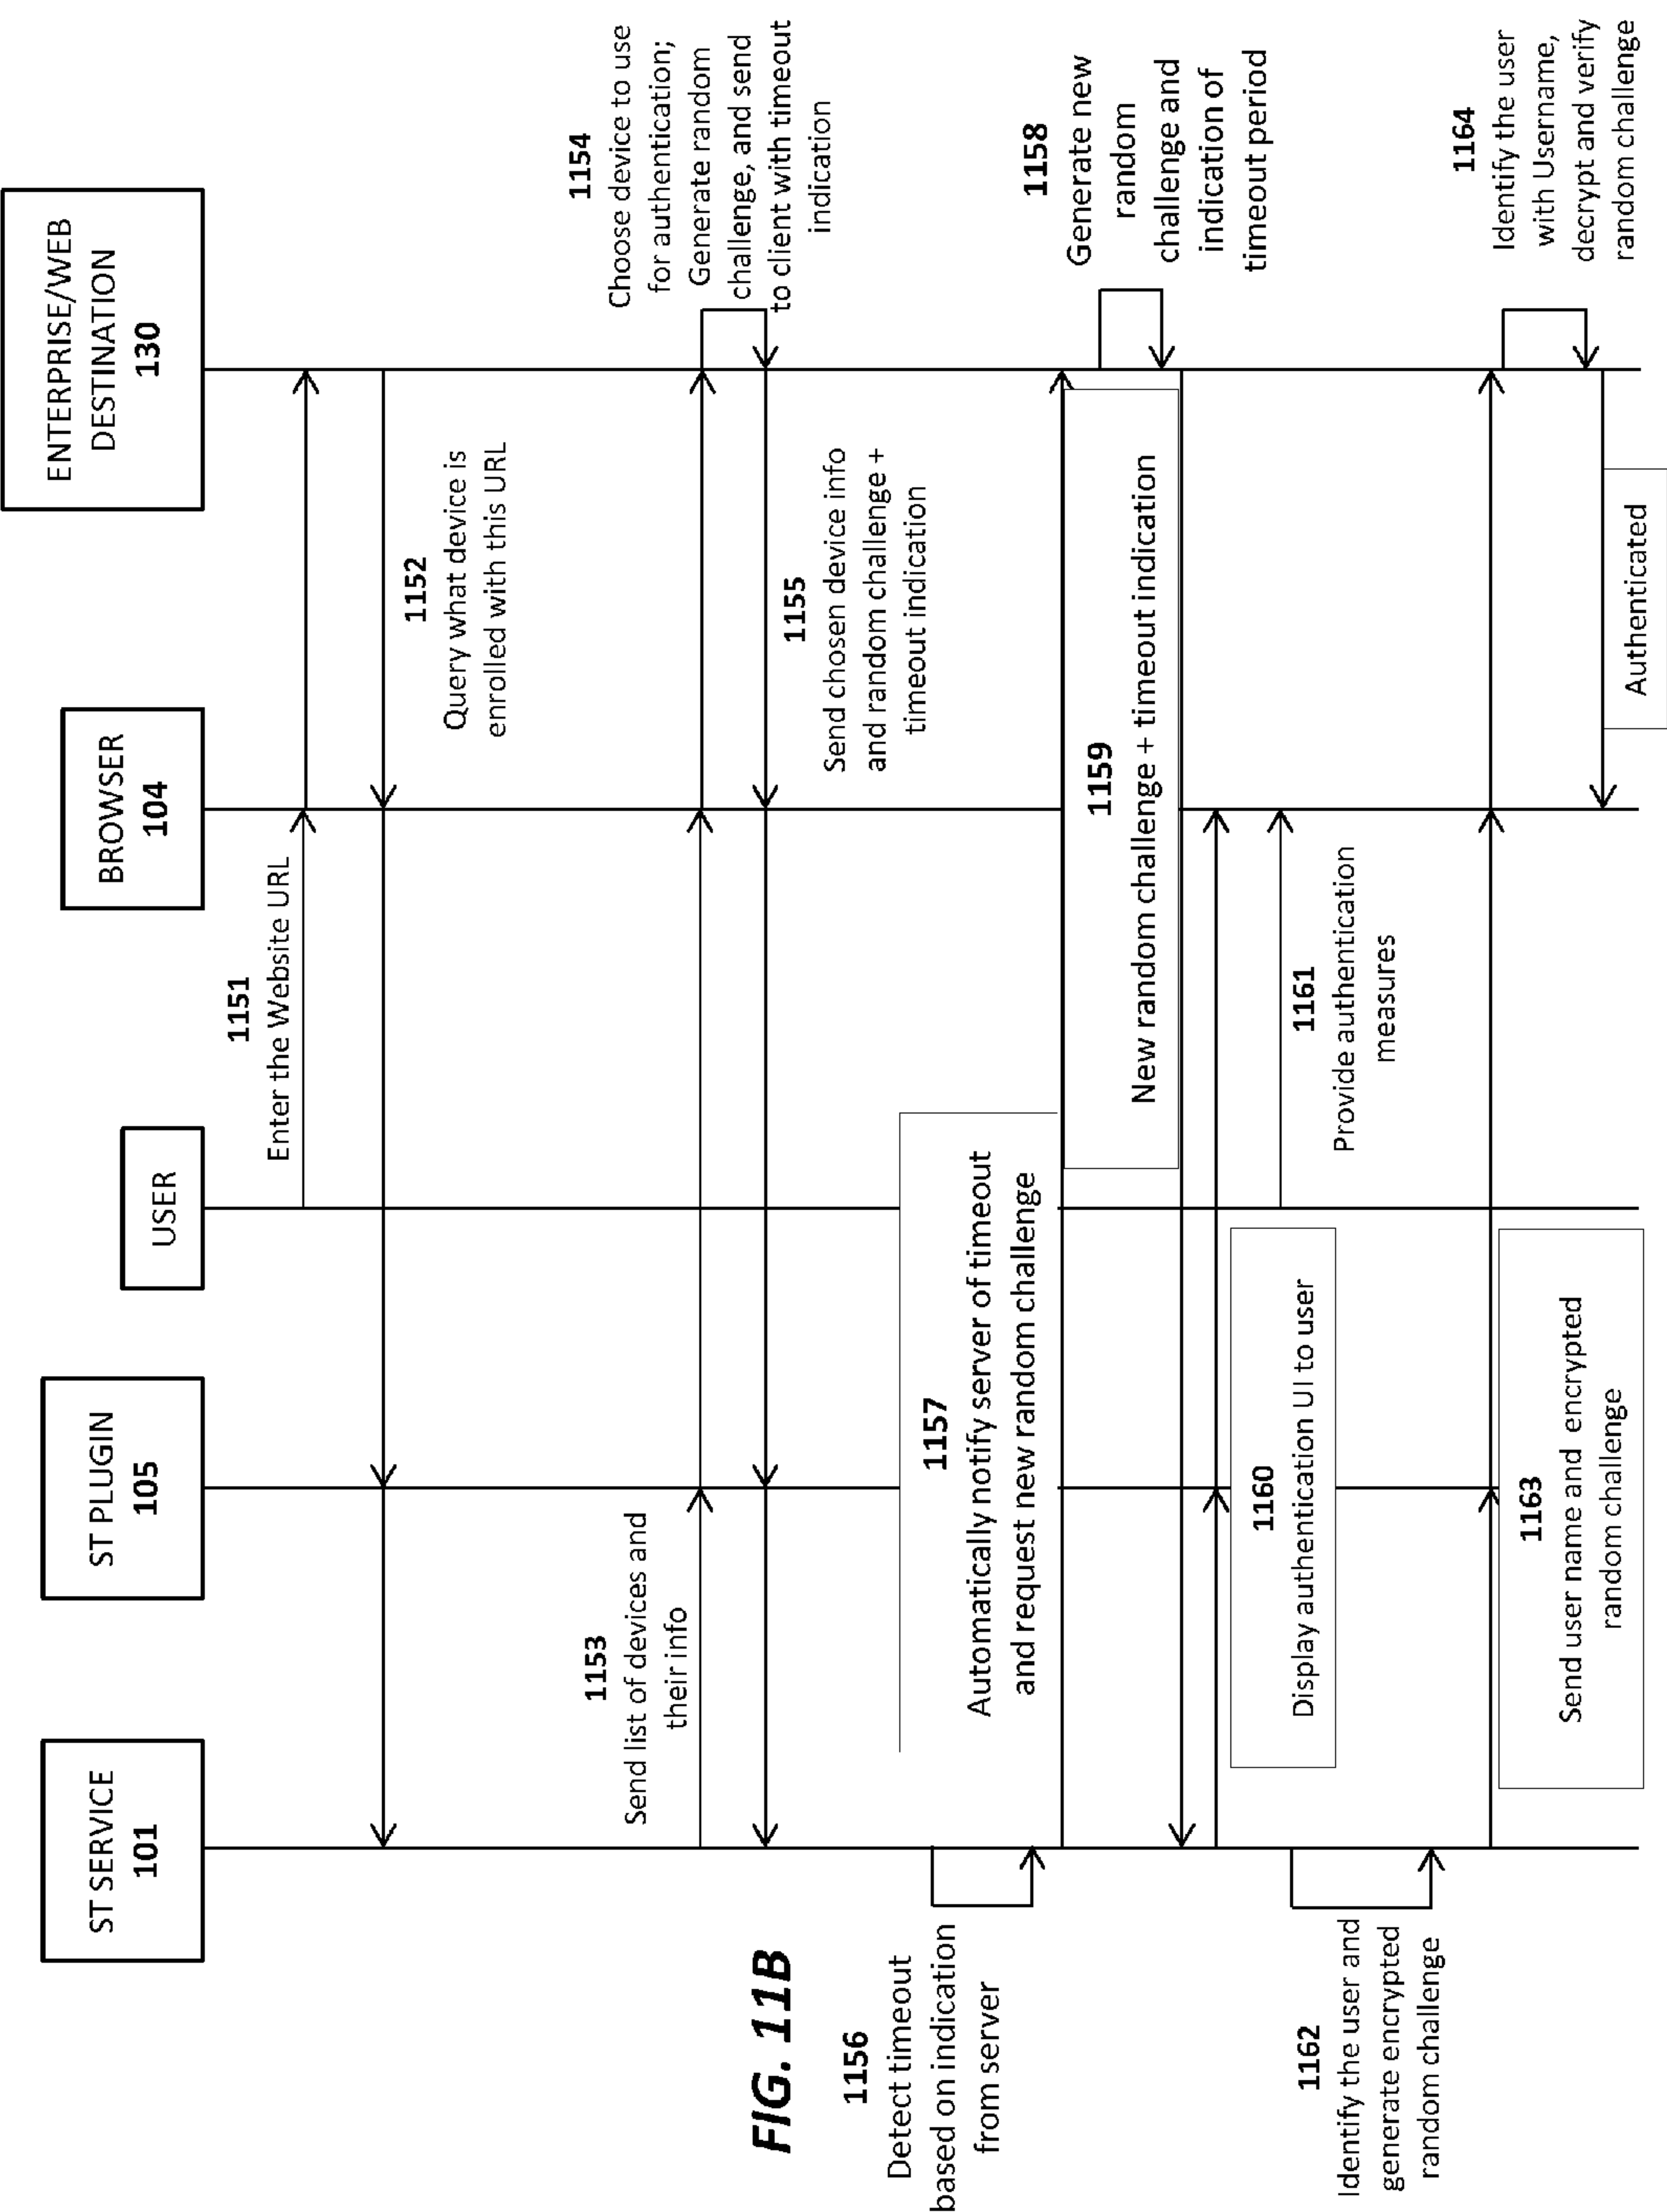 ST SERVICE
101
ST PLUGIN
105
USER
BROWSER
104
ENTERPRISE/WEB
DESTINATION
130
1151
Enter the Website URL
1152
Query what device is
enrolled with this URL
1153
Send list of devices and
their info
1154
Choose device to use
for authentication;
Generate random
challenge, and send
to client with timeout
indication
1155
Send chosen device info
and random challenge +
timeout indication
FIG. 11B
1156
Detect timeout
based on indication
from server
1157
Automatically notify server of timeout
and request new random challenge
1158
Generate new
random
challenge and
indication of
timeout period
1159
New random challenge + timeout indication
1160
Display authentication UI to user
1161
Provide authentication
measures
1162
Identify the user and
generate encrypted
random challenge
1163
Send user name and encrypted
random challenge
1164
Identify the user
with Username,
decrypt and verify
random challenge
Authenticated